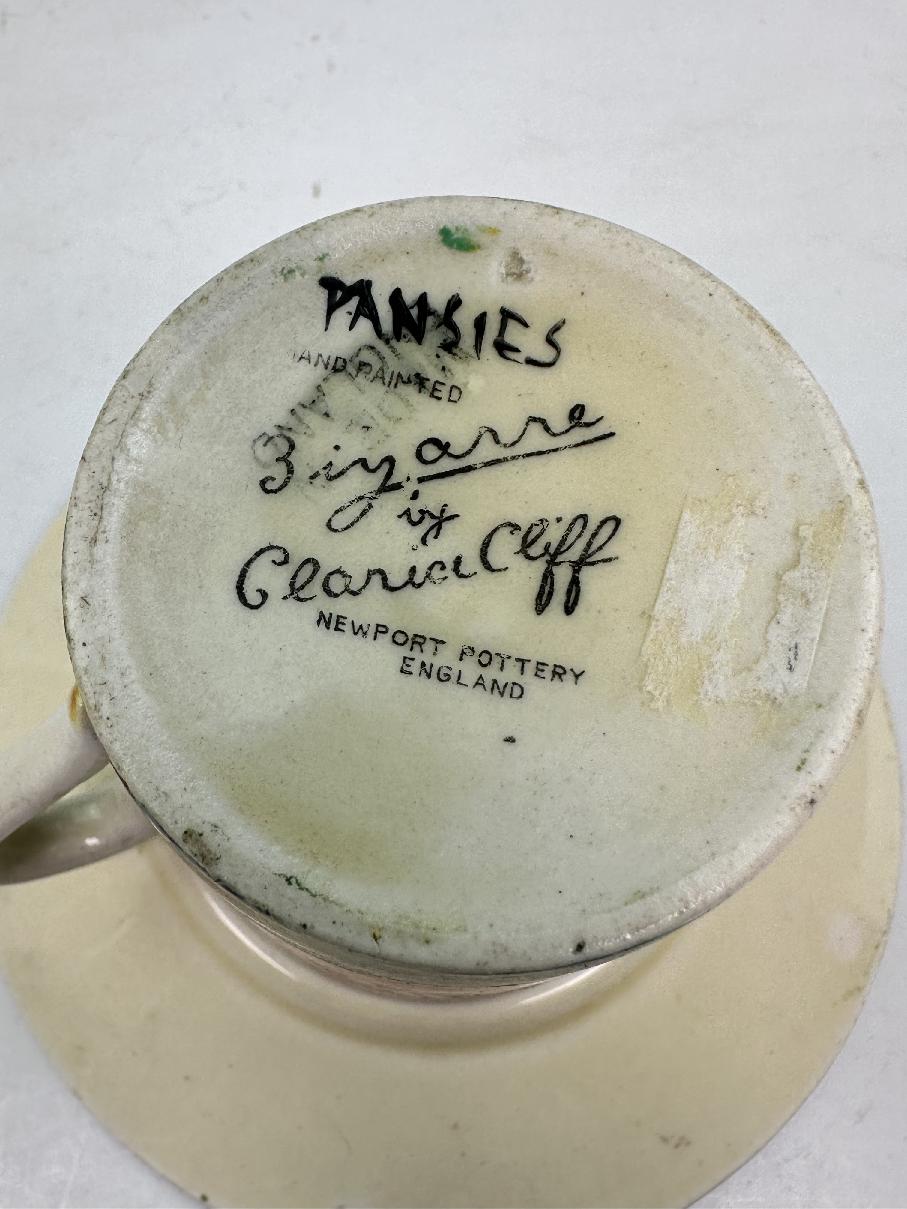 PANSIES
HAND PAINTED
Bizarre
by
Clarice Cliff
NEWPORT POTTERY
ENGLAND